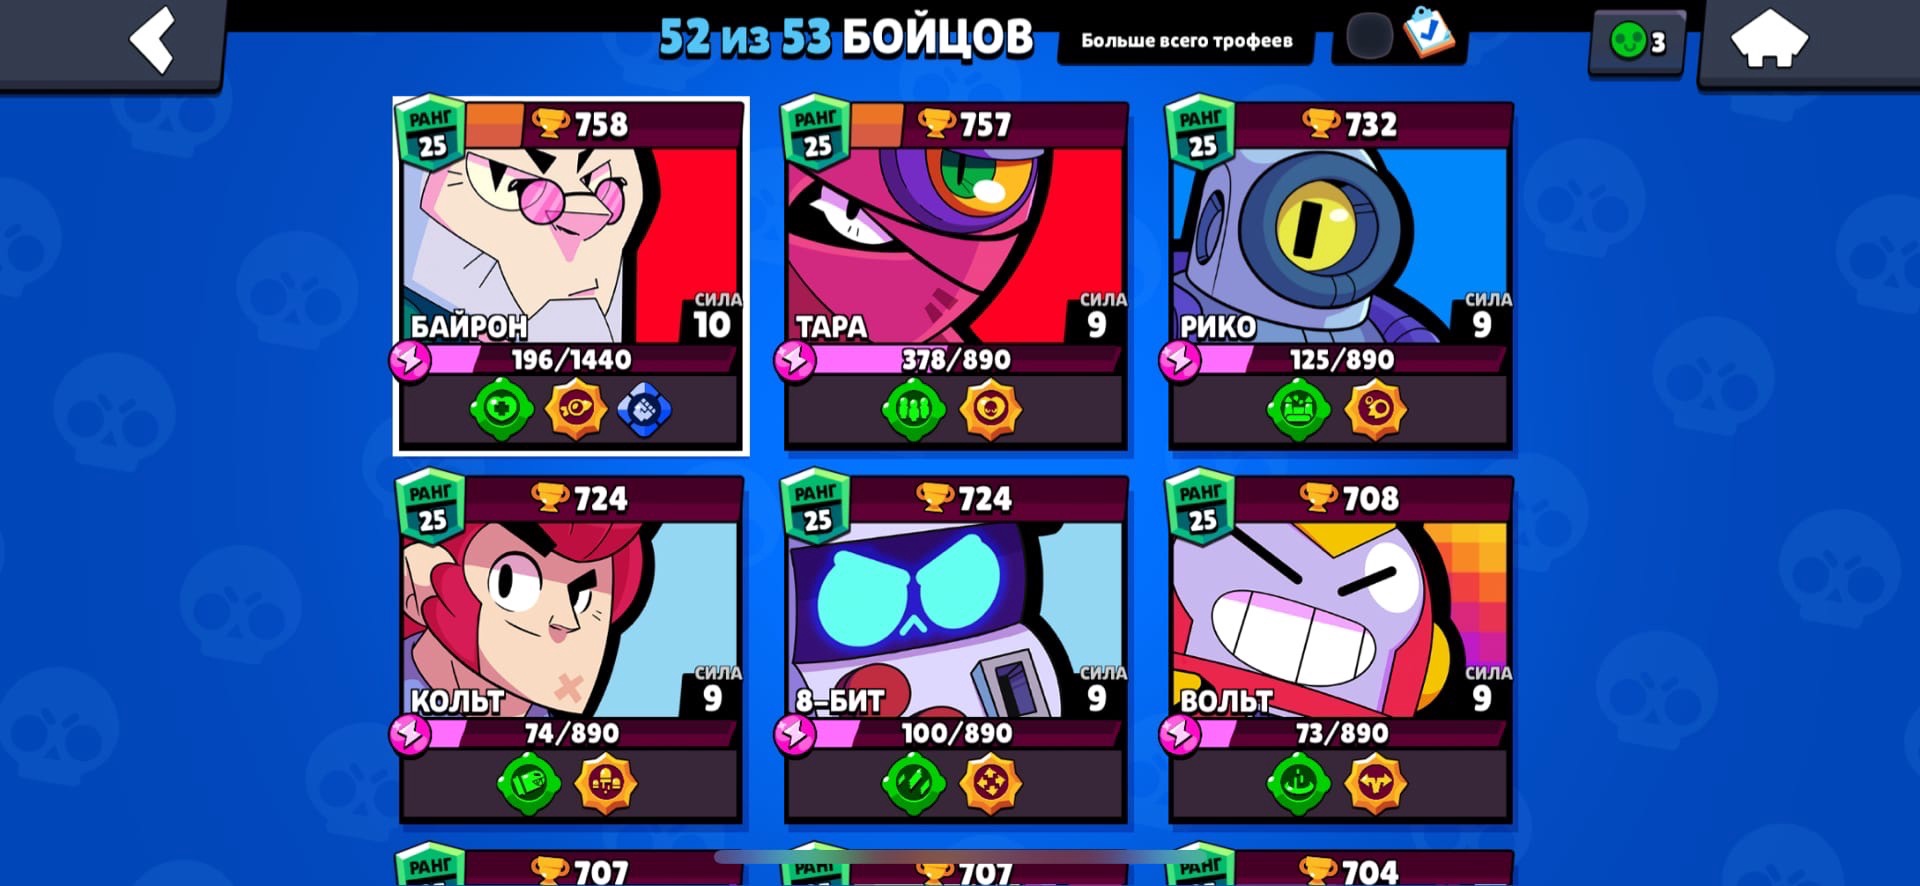 52 из 53 БОЙЦОВ
Больше всего трофеев
3
РАНГ 25
758
БАЙРОН
СИЛА
10
196/1440
РАНГ 25
757
ТАРА
СИЛА
9
378/890
РАНГ 25
732
РИКО
СИЛА
9
125/890
РАНГ 25
724
КОЛЬТ
СИЛА
9
74/890
РАНГ 25
724
8-БИТ
СИЛА
9
100/890
РАНГ 25
708
ВОЛЬТ
СИЛА
9
73/890
РАНГ
707
РАНГ
707
РАНГ
704